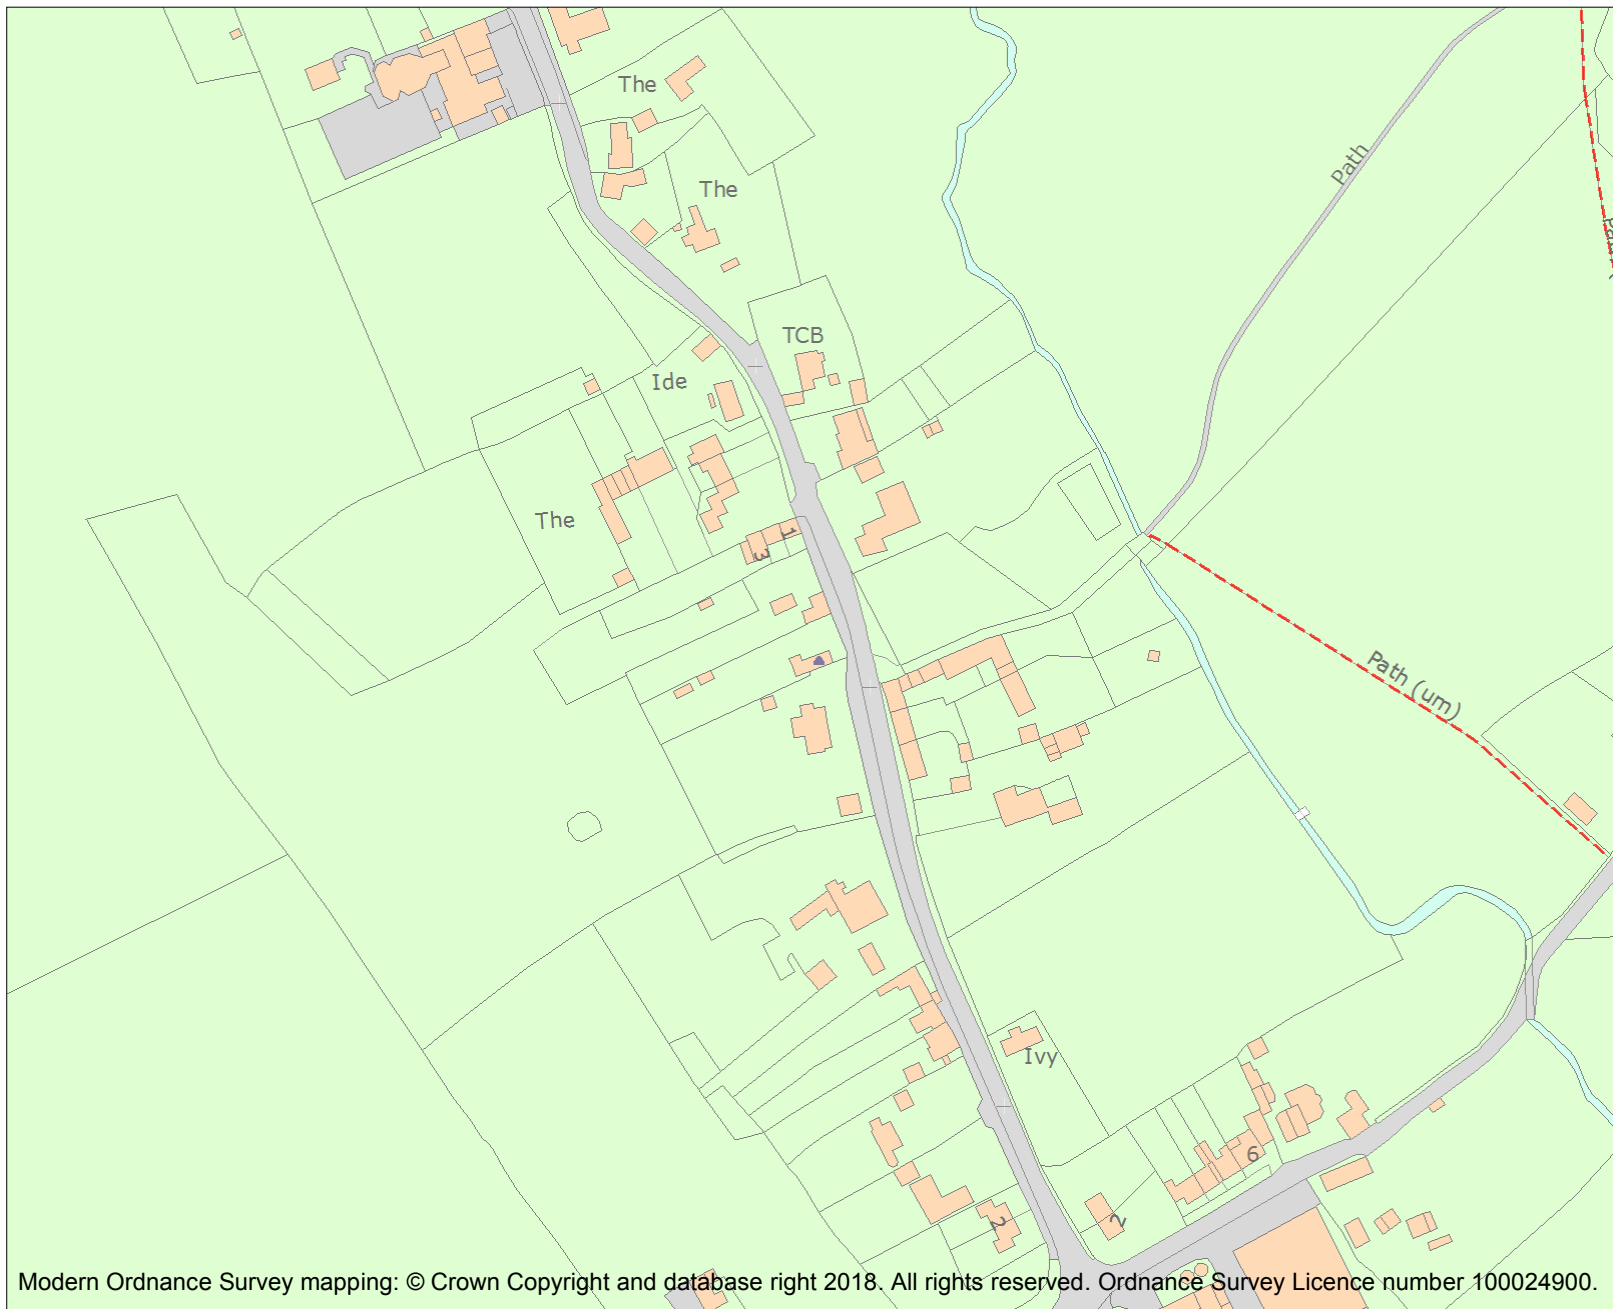 The
Path
The
TCB
Ide
The
1
3
Path (um)
Ivy
6
2
2
Modern Ordnance Survey mapping: © Crown Copyright and database right 2018. All rights reserved. Ordnance Survey Licence number 100024900.